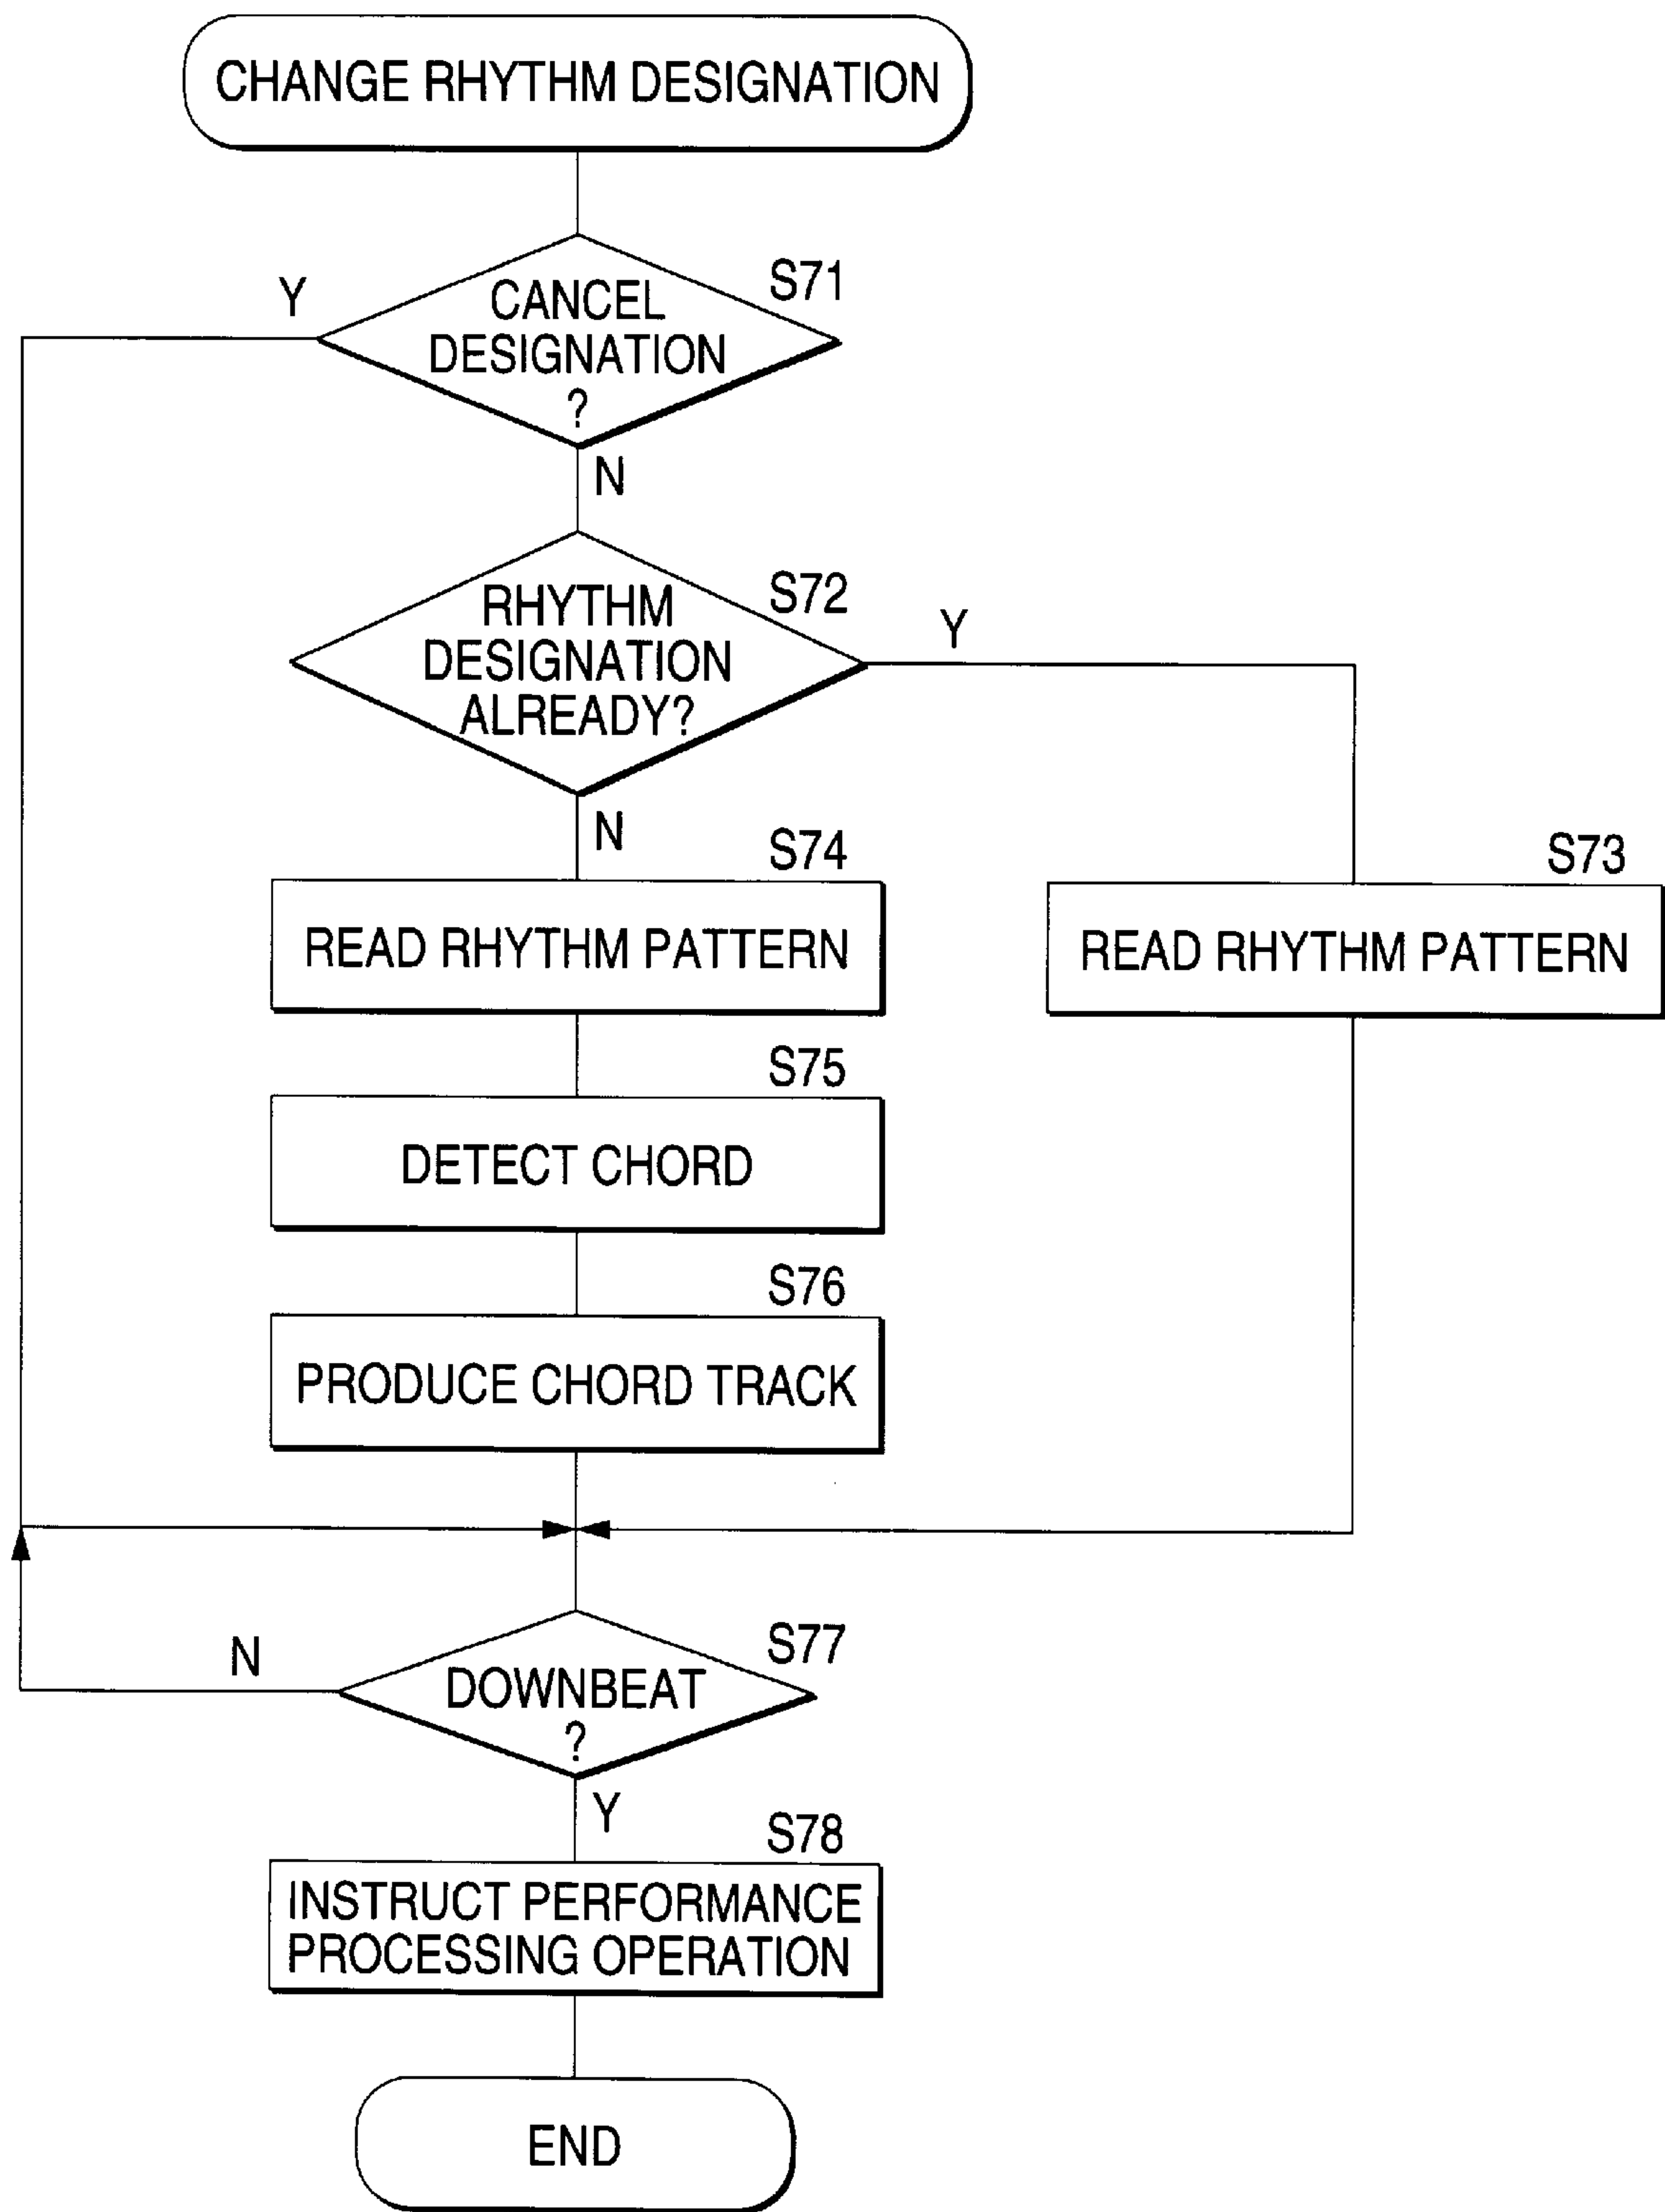 CHANGE RHYTHM DESIGNATION
S71
Y
CANCEL
DESIGNATION
?
N
S72
RHYTHM
DESIGNATION
ALREADY?
Y
N
S74
READ RHYTHM PATTERN
S73
READ RHYTHM PATTERN
S75
DETECT CHORD
S76
PRODUCE CHORD TRACK
S77
N
DOWNBEAT
?
Y
S78
INSTRUCT PERFORMANCE
PROCESSING OPERATION
END